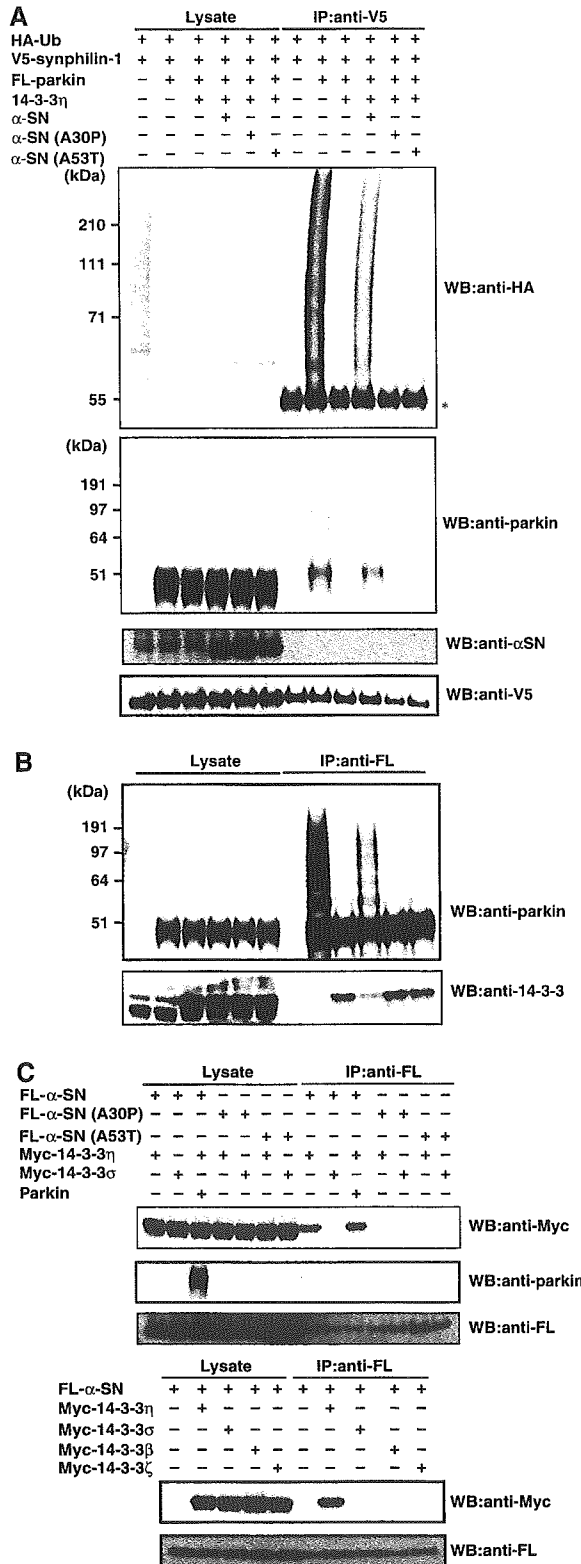 A
Lysate IP:anti-V5
HA-Ub + + + + + + + + + + + +
V5-synphilin-1 + + + + + + + + + + + +
FL-parkin − + + + + + − + + + + +
14-3-3η − − + + + + − − + + + +
α-SN − − − + − − − − − + − −
α-SN (A30P) − − − − + − − − − − + −
α-SN (A53T) − − − − − + − − − − − +
(kDa)
210
111
71
55
WB:anti-HA
*
(kDa)
191
97
64
51
WB:anti-parkin
WB:anti-αSN
WB:anti-V5
B
Lysate IP:anti-FL
(kDa)
191
97
64
51
WB:anti-parkin
WB:anti-14-3-3
C
Lysate IP:anti-FL
FL-α-SN + + + − − − − + + + − − − −
FL-α-SN (A30P) − − − + + − − − − − + + − −
FL-α-SN (A53T) − − − − − + + − − − − − + +
Myc-14-3-3η + − + + − + − + − + + − + −
Myc-14-3-3σ − + − − + − + − + − − + − +
Parkin − − + − − − − − − + − − − −
WB:anti-Myc
WB:anti-parkin
WB:anti-FL
Lysate IP:anti-FL
FL-α-SN + + + + + + + + + +
Myc-14-3-3η − + − − − − + − − −
Myc-14-3-3σ − − + − − − − + − −
Myc-14-3-3β − − − + − − − − + −
Myc-14-3-3ζ − − − − + − − − − +
WB:anti-Myc
WB:anti-FL